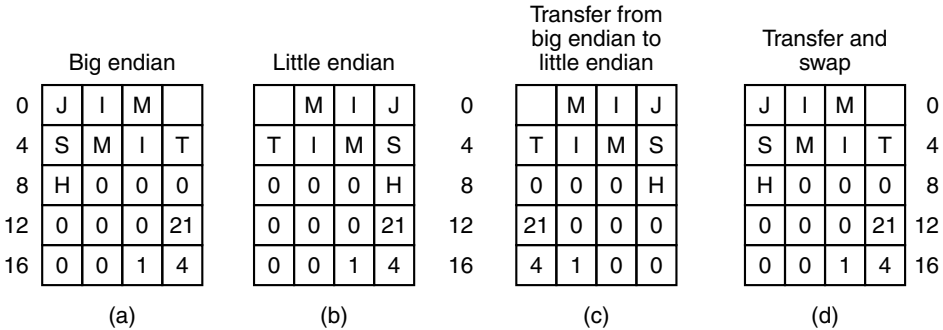 Transfer from
big endian to
little endian
Big endian
Little endian
Transfer and
swap
0 J I M M I J 0 M I J J I M 0
4 S M I T T I M S 4 T I M S S M I T 4
8 H 0 0 0 0 0 0 H 8 0 0 0 H H 0 0 0 8
12 0 0 0 21 0 0 0 21 12 21 0 0 0 0 0 0 21 12
16 0 0 1 4 0 0 1 4 16 4 1 0 0 0 0 1 4 16
(a) (b) (c) (d)